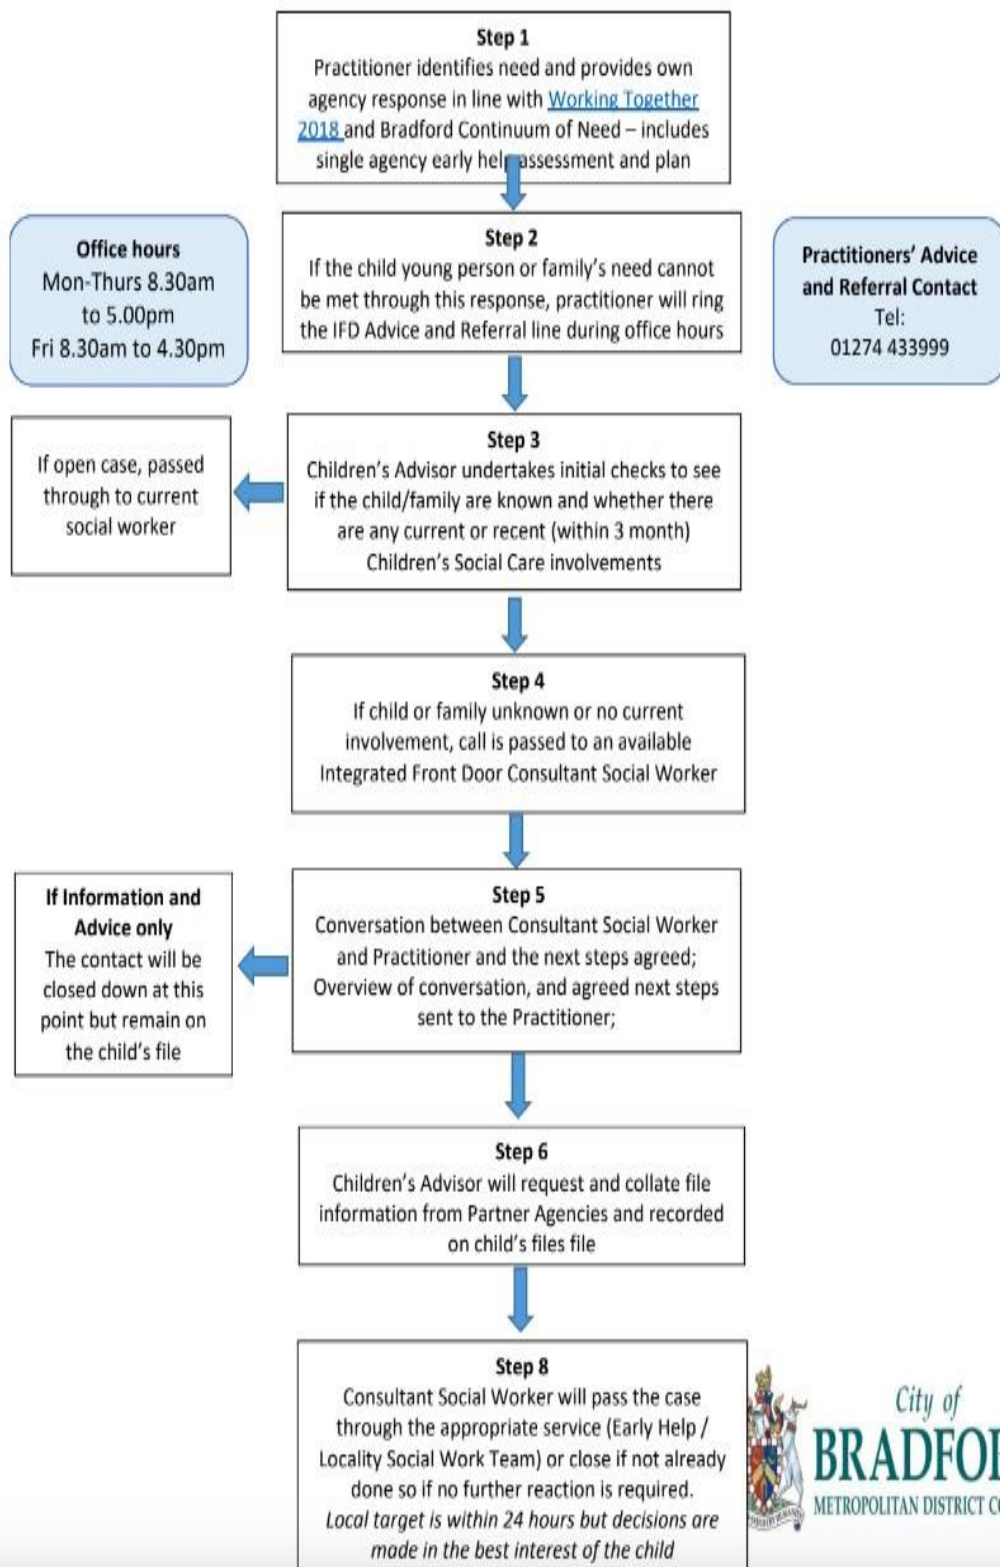 Step 1
Practitioner identifies need and provides own
agency response in line with Working Together
2018 and Bradford Continuum of Need – includes
single agency early help assessment and plan
Office hours
Mon-Thurs 8.30am
to 5.00pm
Fri 8.30am to 4.30pm
Step 2
If the child young person or family's need cannot
be met through this response, practitioner will ring
the IFD Advice and Referral line during office hours
Practitioners' Advice
and Referral Contact
Tel:
01274 433999
Step 3
Children's Advisor undertakes initial checks to see
if the child/family are known and whether there
are any current or recent (within 3 month)
Children's Social Care involvements
If open case, passed
through to current
social worker
Step 4
If child or family unknown or no current
involvement, call is passed to an available
Integrated Front Door Consultant Social Worker
Step 5
Conversation between Consultant Social Worker
and Practitioner and the next steps agreed;
Overview of conversation, and agreed next steps
sent to the Practitioner;
If Information and
Advice only
The contact will be
closed down at this
point but remain on
the child's file
Step 6
Children's Advisor will request and collate file
information from Partner Agencies and recorded
on child's files file
Step 8
Consultant Social Worker will pass the case
through the appropriate service (Early Help /
Locality Social Work Team) or close if not already
done so if no further reaction is required.
Local target is within 24 hours but decisions are
made in the best interest of the child
City of
BRADFO
METROPOLITAN DISTRICT CO